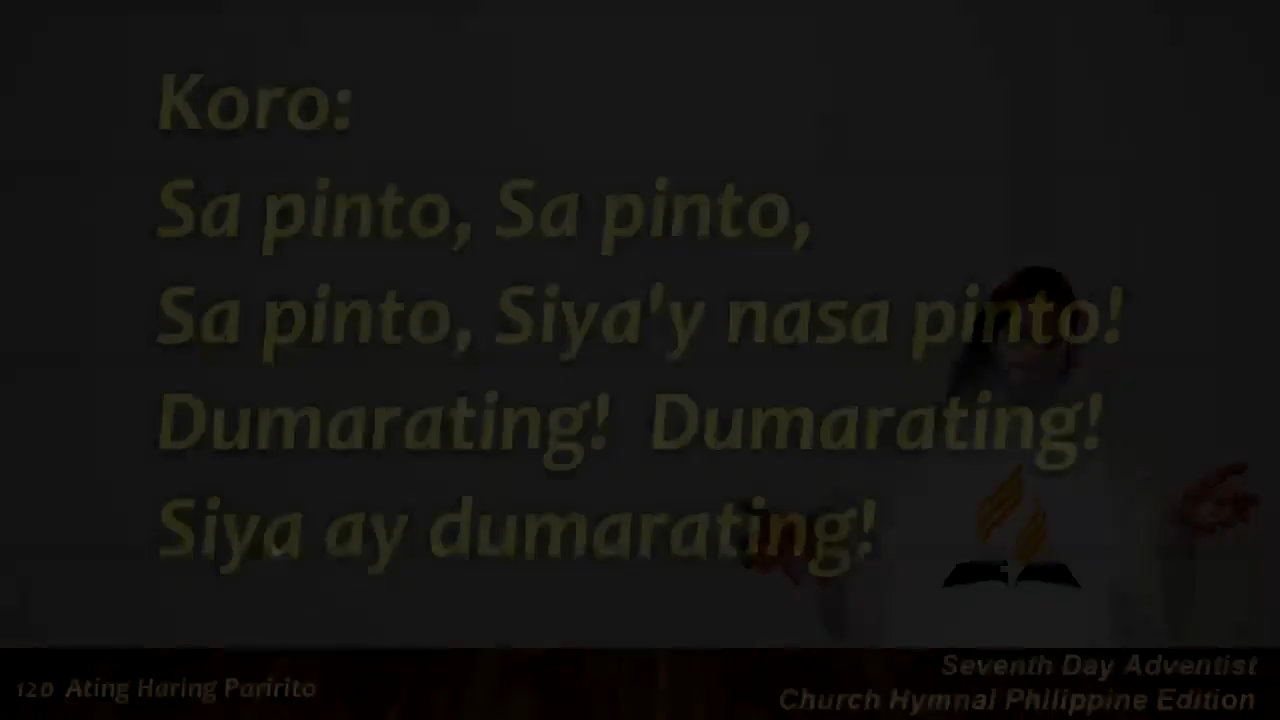 Koro:
Sa pinto, Sa pinto,
Sa pinto, Siya'y nasa pinto!
Dumarating! Dumarating!
Siya ay dumarating!
120 Ating Haring Paririto
Seventh Day Adventist
Church Hymnal Philippine Edition